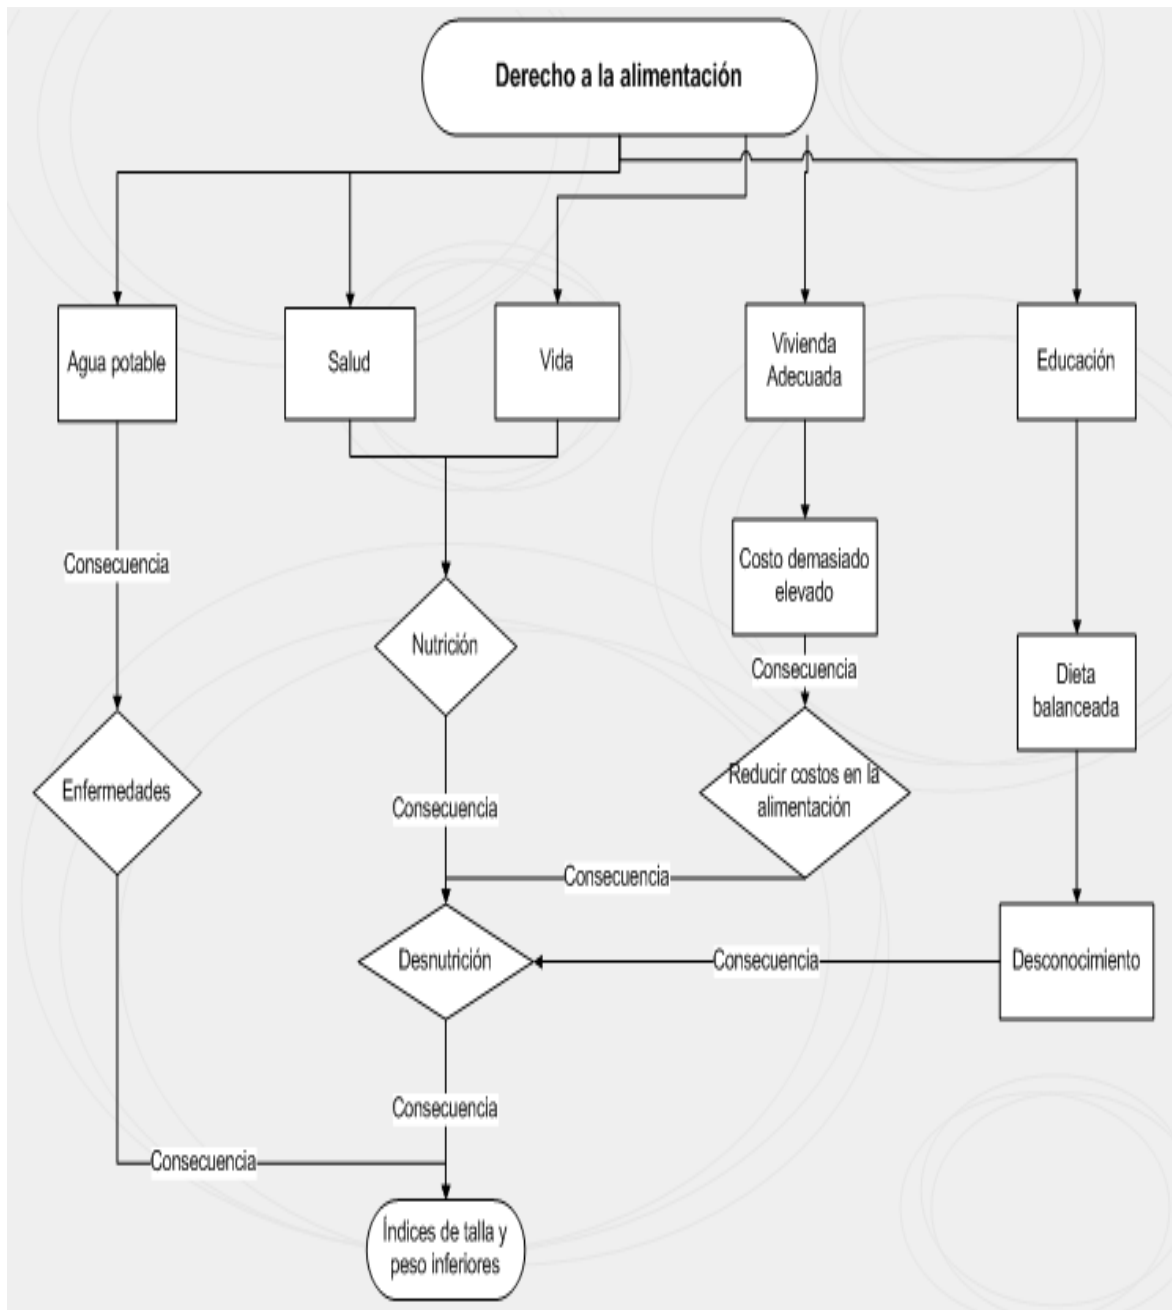 Derecho a la alimentación
Agua potable
Salud
Vida
Vivienda
Adecuada
Educación
Consecuencia
Costo demasiado
elevado
Nutrición
Consecuencia
Dieta
balanceada
Enfermedades
Consecuencia
Reducir costos en la
alimentación
Consecuencia
Desnutrición
Consecuencia
Desconocimiento
Consecuencia
Consecuencia
Índices de talla y
peso inferiores